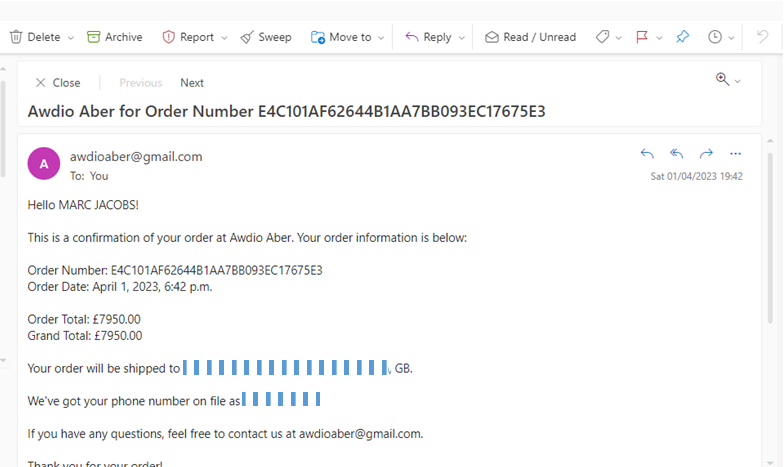 Delete Archive Report Sweep Move to Reply Read / Unread
Close Previous Next
Awdio Aber for Order Number E4C101AF62644B1AA7BB093EC17675E3
A
awdioaber@gmail.com
To: You
Sat 01/04/2023 19:42
Hello MARC JACOBS!
This is a confirmation of your order at Awdio Aber. Your order information is below:
Order Number: E4C101AF62644B1AA7BB093EC17675E3
Order Date: April 1, 2023, 6:42 p.m.
Order Total: £7950.00
Grand Total: £7950.00
Your order will be shipped to , GB.
We've got your phone number on file as
If you have any questions, feel free to contact us at awdioaber@gmail.com.
Thank you for your order!